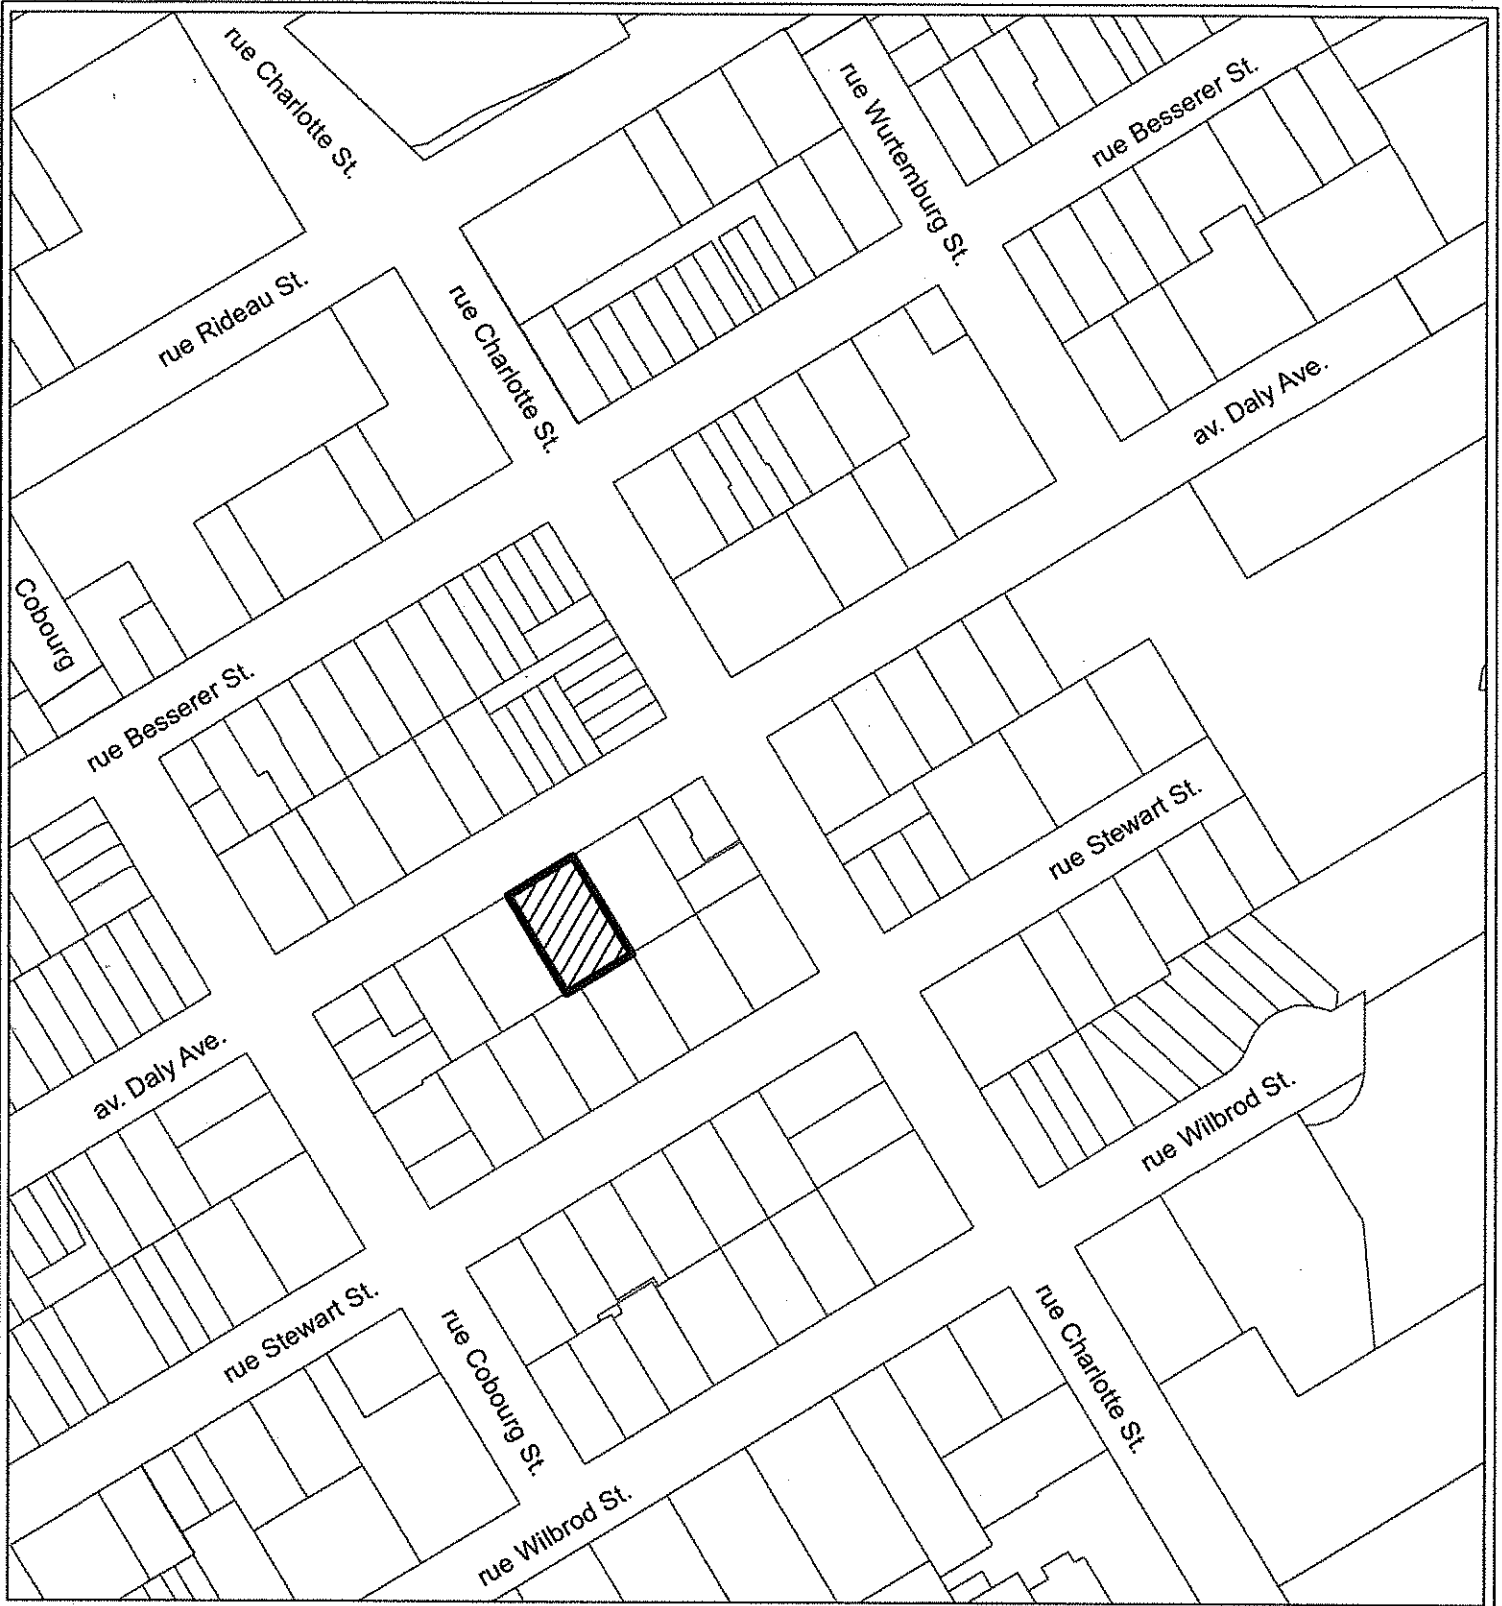 rue Charlotte St.
rue Wurtemburg St.
rue Besserer St.
rue Rideau St.
rue Charlotte St.
av. Daly Ave.
Cobourg
rue Besserer St.
rue Stewart St.
av. Daly Ave.
rue Wilbrod St.
rue Stewart St.
rue Cobourg St.
rue Charlotte St.
rue Wilbrod St.